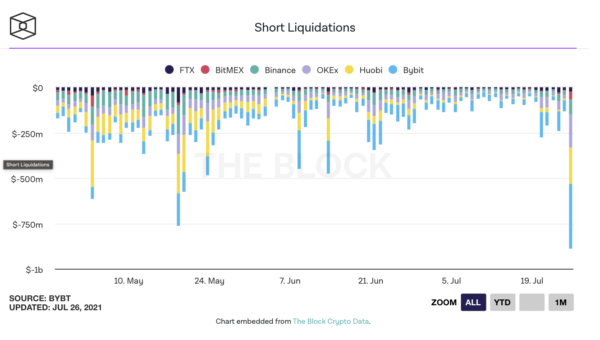 Short Liquidations
FTX BitMEX Binance OKEx Huobi Bybit
$0
$-250m
Short Liquidations
$-500m
$-750m
$-1b
THE BLOCK
10. May 24. May 7. Jun 21. Jun 5. Jul 19. Jul
SOURCE: BYBT
UPDATED: JUL 26, 2021
ZOOM ALL YTD 1M
Chart embedded from The Block Crypto Data.